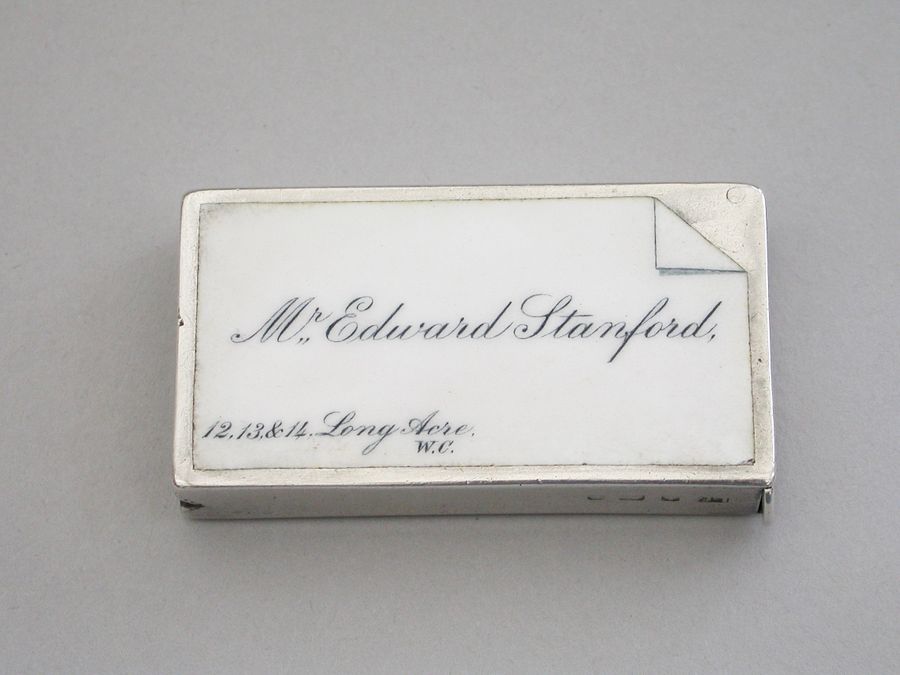 Mr. Edward Stanford,
12,13,& 14. Long Acre.
W.C.